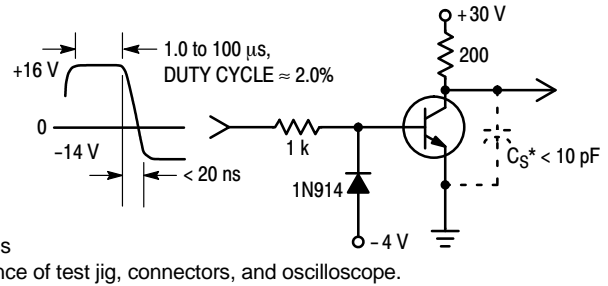 +30 V
200
1.0 to 100 μs,
DUTY CYCLE ≈ 2.0%
+16 V
0
−14 V
< 20 ns
1 k
1N914
CS* < 10 pF
− 4 V
nce of test jig, connectors, and oscilloscope.